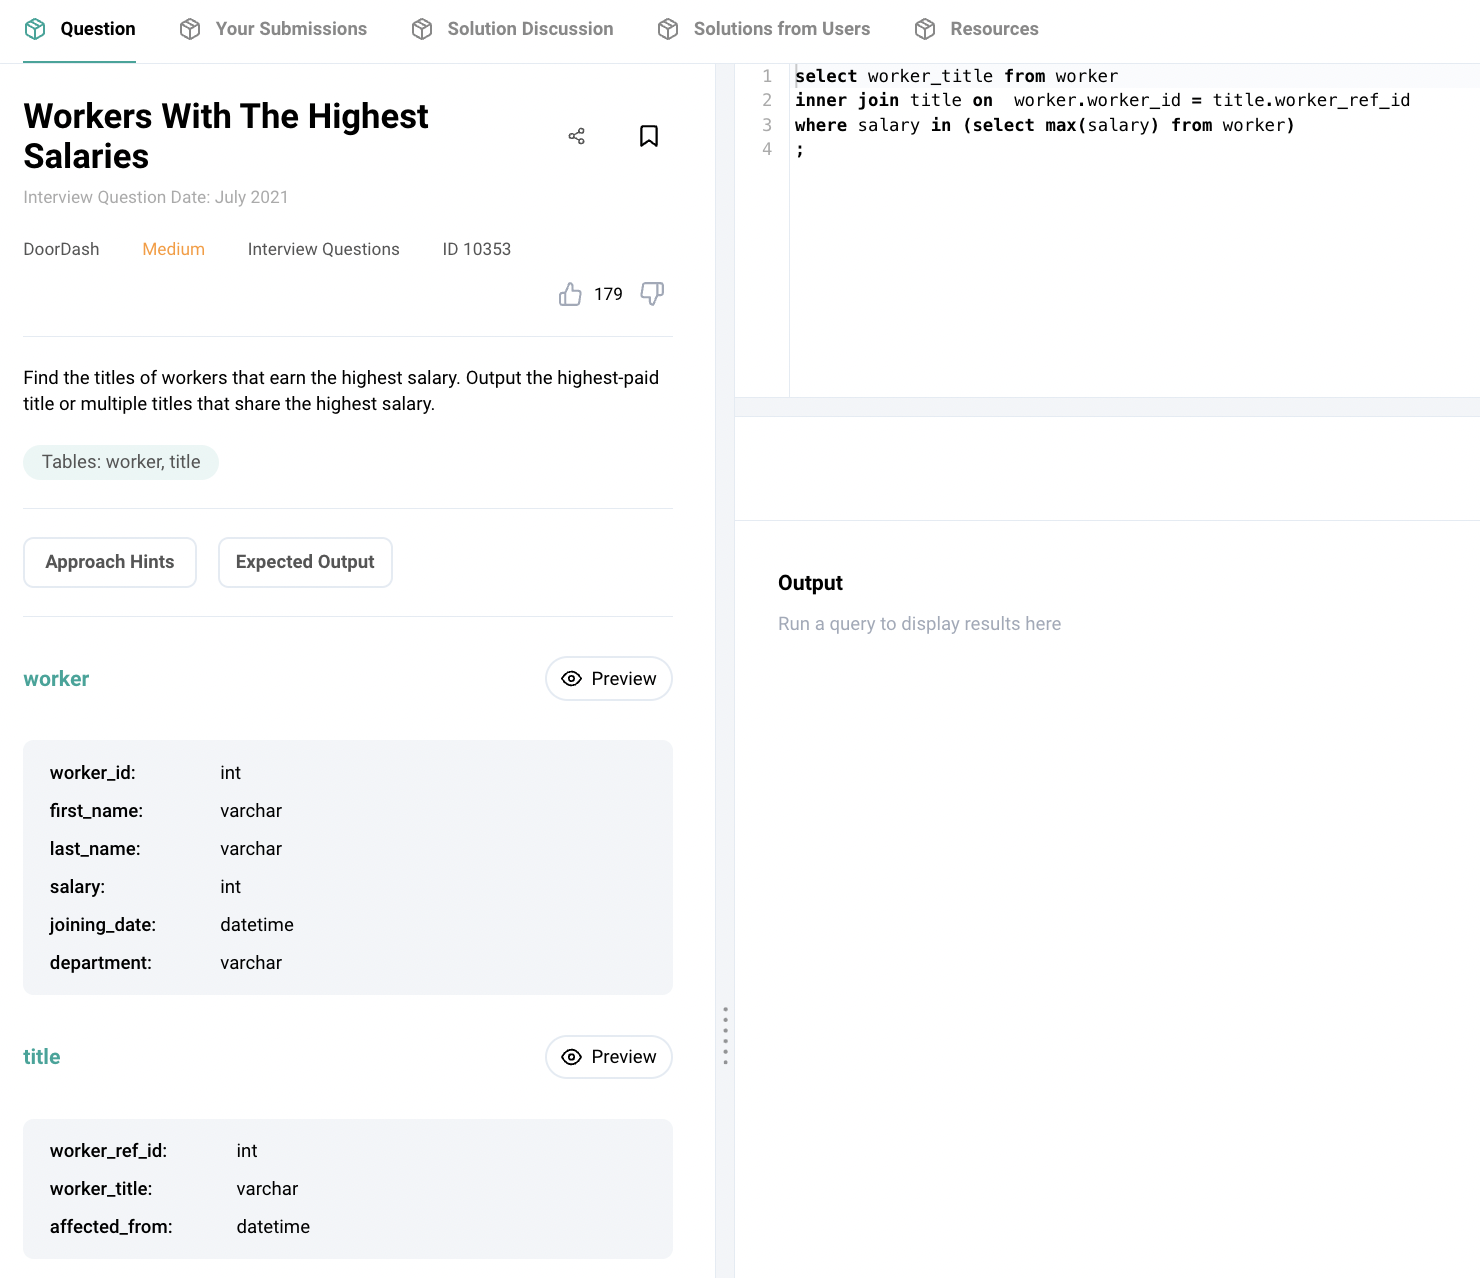 Question
Your Submissions
Solution Discussion
Solutions from Users
Resources
Workers With The Highest
Salaries
Interview Question Date: July 2021
DoorDash
Medium
Interview Questions
ID 10353
179
Find the titles of workers that earn the highest salary. Output the highest-paid
title or multiple titles that share the highest salary.
Tables: worker, title
Approach Hints
Expected Output
worker
Preview
worker_id: int
first_name: varchar
last_name: varchar
salary: int
joining_date: datetime
department: varchar
title
Preview
worker_ref_id: int
worker_title: varchar
affected_from: datetime
1 select worker_title from worker
2 inner join title on  worker.worker_id = title.worker_ref_id
3 where salary in (select max(salary) from worker)
4 ;
Output
Run a query to display results here